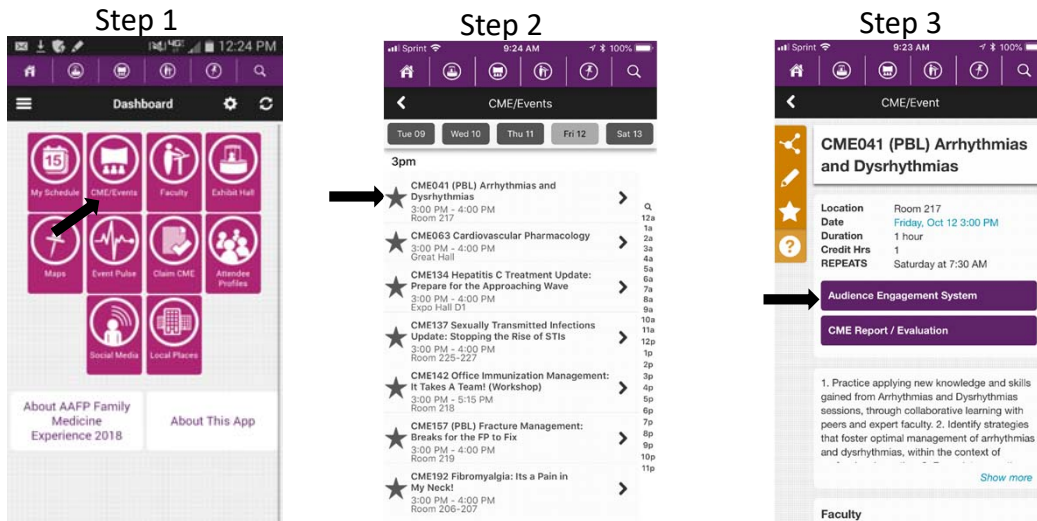 Step 1
Step 2
Step 3
4G
12:24 PM
Dashboard
15
My Schedule
CME/Events
Faculty
Exhibit Hall
Maps
Event Pulse
Claim CME
Attendee
Profiles
Social Media
Local Places
About AAFP Family
Medicine
Experience 2018
About This App
Sprint
9:24 AM
100%
CME/Events
Tue 09
Wed 10
Thu 11
Fri 12
Sat 13
3pm
CME041 (PBL) Arrhythmias and
Dysrhythmias
3:00 PM - 4:00 PM
Room 217
CME063 Cardiovascular Pharmacology
3:00 PM - 4:00 PM
Great Hall
CME134 Hepatitis C Treatment Update:
Prepare for the Approaching Wave
3:00 PM - 4:00 PM
Expo Hall D1
CME137 Sexually Transmitted Infections
Update: Stopping the Rise of STIs
3:00 PM - 4:00 PM
Room 225-227
CME142 Office Immunization Management:
It Takes A Team! (Workshop)
3:00 PM - 5:15 PM
Room 218
CME157 (PBL) Fracture Management:
Breaks for the FP to Fix
3:00 PM - 4:00 PM
Room 219
CME192 Fibromyalgia: Its a Pain in
My Neck!
3:00 PM - 4:00 PM
Room 206-207
12a
1a
2a
3a
4a
5a
6a
7a
8a
9a
10a
11a
12p
1p
2p
3p
4p
5p
6p
7p
8p
9p
10p
11p
Sprint
9:23 AM
100%
CME/Event
CME041 (PBL) Arrhythmias
and Dysrhythmias
Location Room 217
Date Friday, Oct 12 3:00 PM
Duration 1 hour
Credit Hrs 1
REPEATS Saturday at 7:30 AM
?
Audience Engagement System
CME Report / Evaluation
1. Practice applying new knowledge and skills
gained from Arrhythmias and Dysrhythmias
sessions, through collaborative learning with
peers and expert faculty. 2. Identify strategies
that foster optimal management of arrhythmias
and dysrhythmias, within the context of
Show more
Faculty